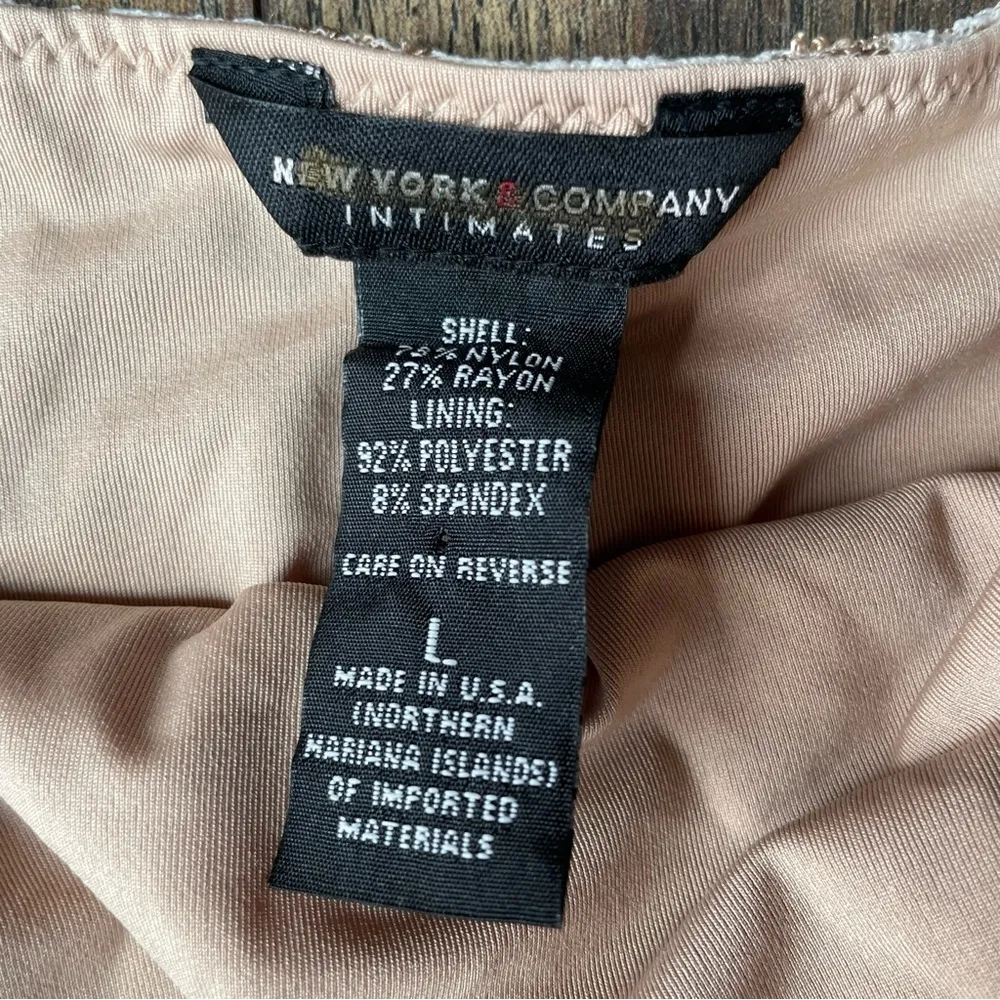 NEW YORK & COMPANY
INTIMATES
SHELL:
73% NYLON
27% RAYON
LINING:
92% POLYESTER
8% SPANDEX
CARE ON REVERSE
L
MADE IN U.S.A.
(NORTHERN
MARIANA ISLANDS)
OF IMPORTED
MATERIALS